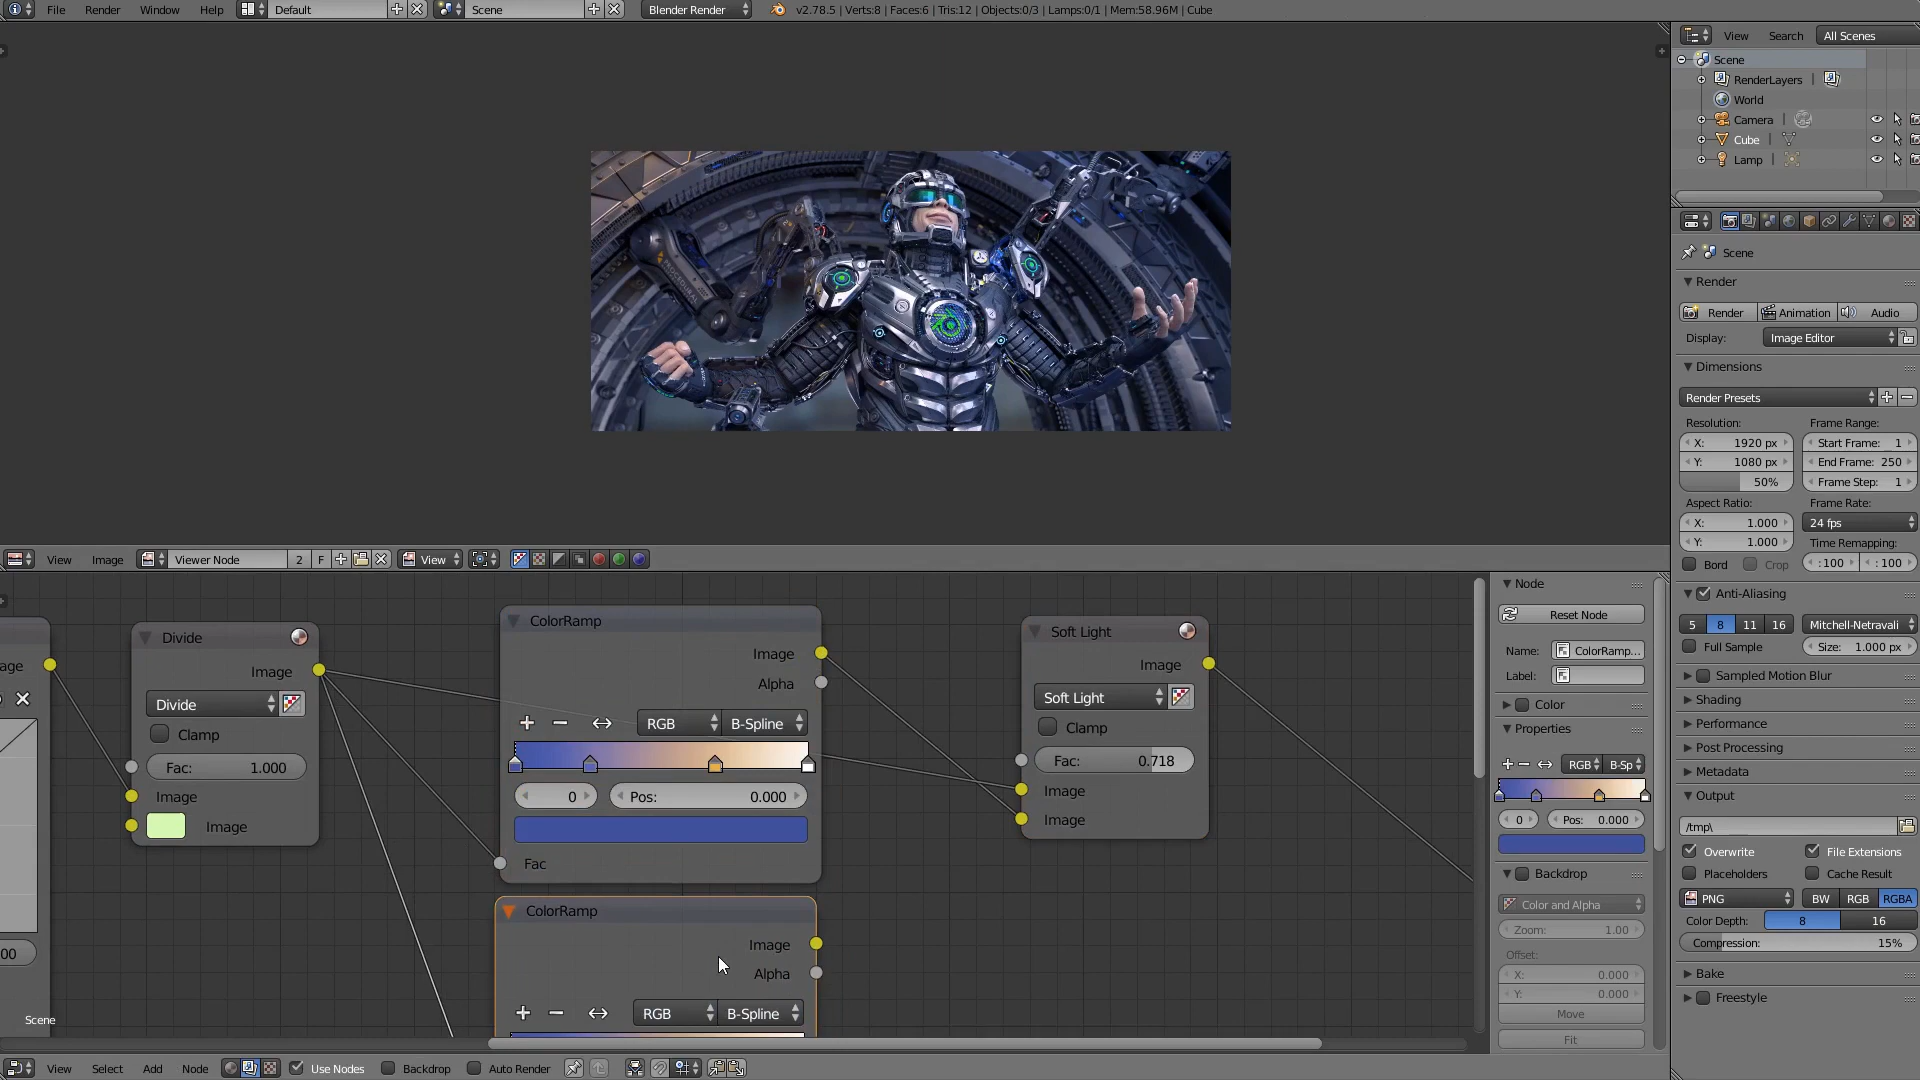 File Render Window Help Default Scene Blender Render v2.78.5 | Verts:8 | Faces:6 | Tris:12 | Objects:0/3 | Lamps:0/1 | Mem:58.96M | Cube
View Search All Scenes
Scene
RenderLayers
World
Camera
Cube
Lamp
Scene
Render
Render Animation Audio
Display: Image Editor
Dimensions
Render Presets
Resolution: Frame Range:
X: 1920 px Start Frame: 1
Y: 1080 px End Frame: 250
50% Frame Step: 1
Aspect Ratio: Frame Rate:
X: 1.000 24 fps
Y: 1.000 Time Remapping:
Bord Crop :100 : 100
Anti-Aliasing
5 8 11 16 Mitchell-Netravali
Full Sample Size: 1.000 px
Sampled Motion Blur
Shading
Performance
Post Processing
Metadata
Output
/tmp\
Overwrite File Extensions
Placeholders Cache Result
PNG BW RGB RGBA
Color Depth: 8 16
Compression: 15%
Bake
Freestyle
View Image Viewer Node 2 F View
age
00
Divide
Image
Divide
Clamp
Fac: 1.000
Image
Image
ColorRamp
Image
Alpha
RGB B-Spline
0 Pos: 0.000
Fac
ColorRamp
Image
Alpha
RGB B-Spline
Soft Light
Image
Soft Light
Clamp
Fac: 0.718
Image
Image
Node
Reset Node
Name: ColorRamp...
Label:
Color
Properties
RGB B-Sp
0 Pos: 0.000
Backdrop
Color and Alpha
Zoom: 1.00
Offset:
X: 0.000
Y: 0.000
Move
Fit
Scene
View Select Add Node Use Nodes Backdrop Auto Render